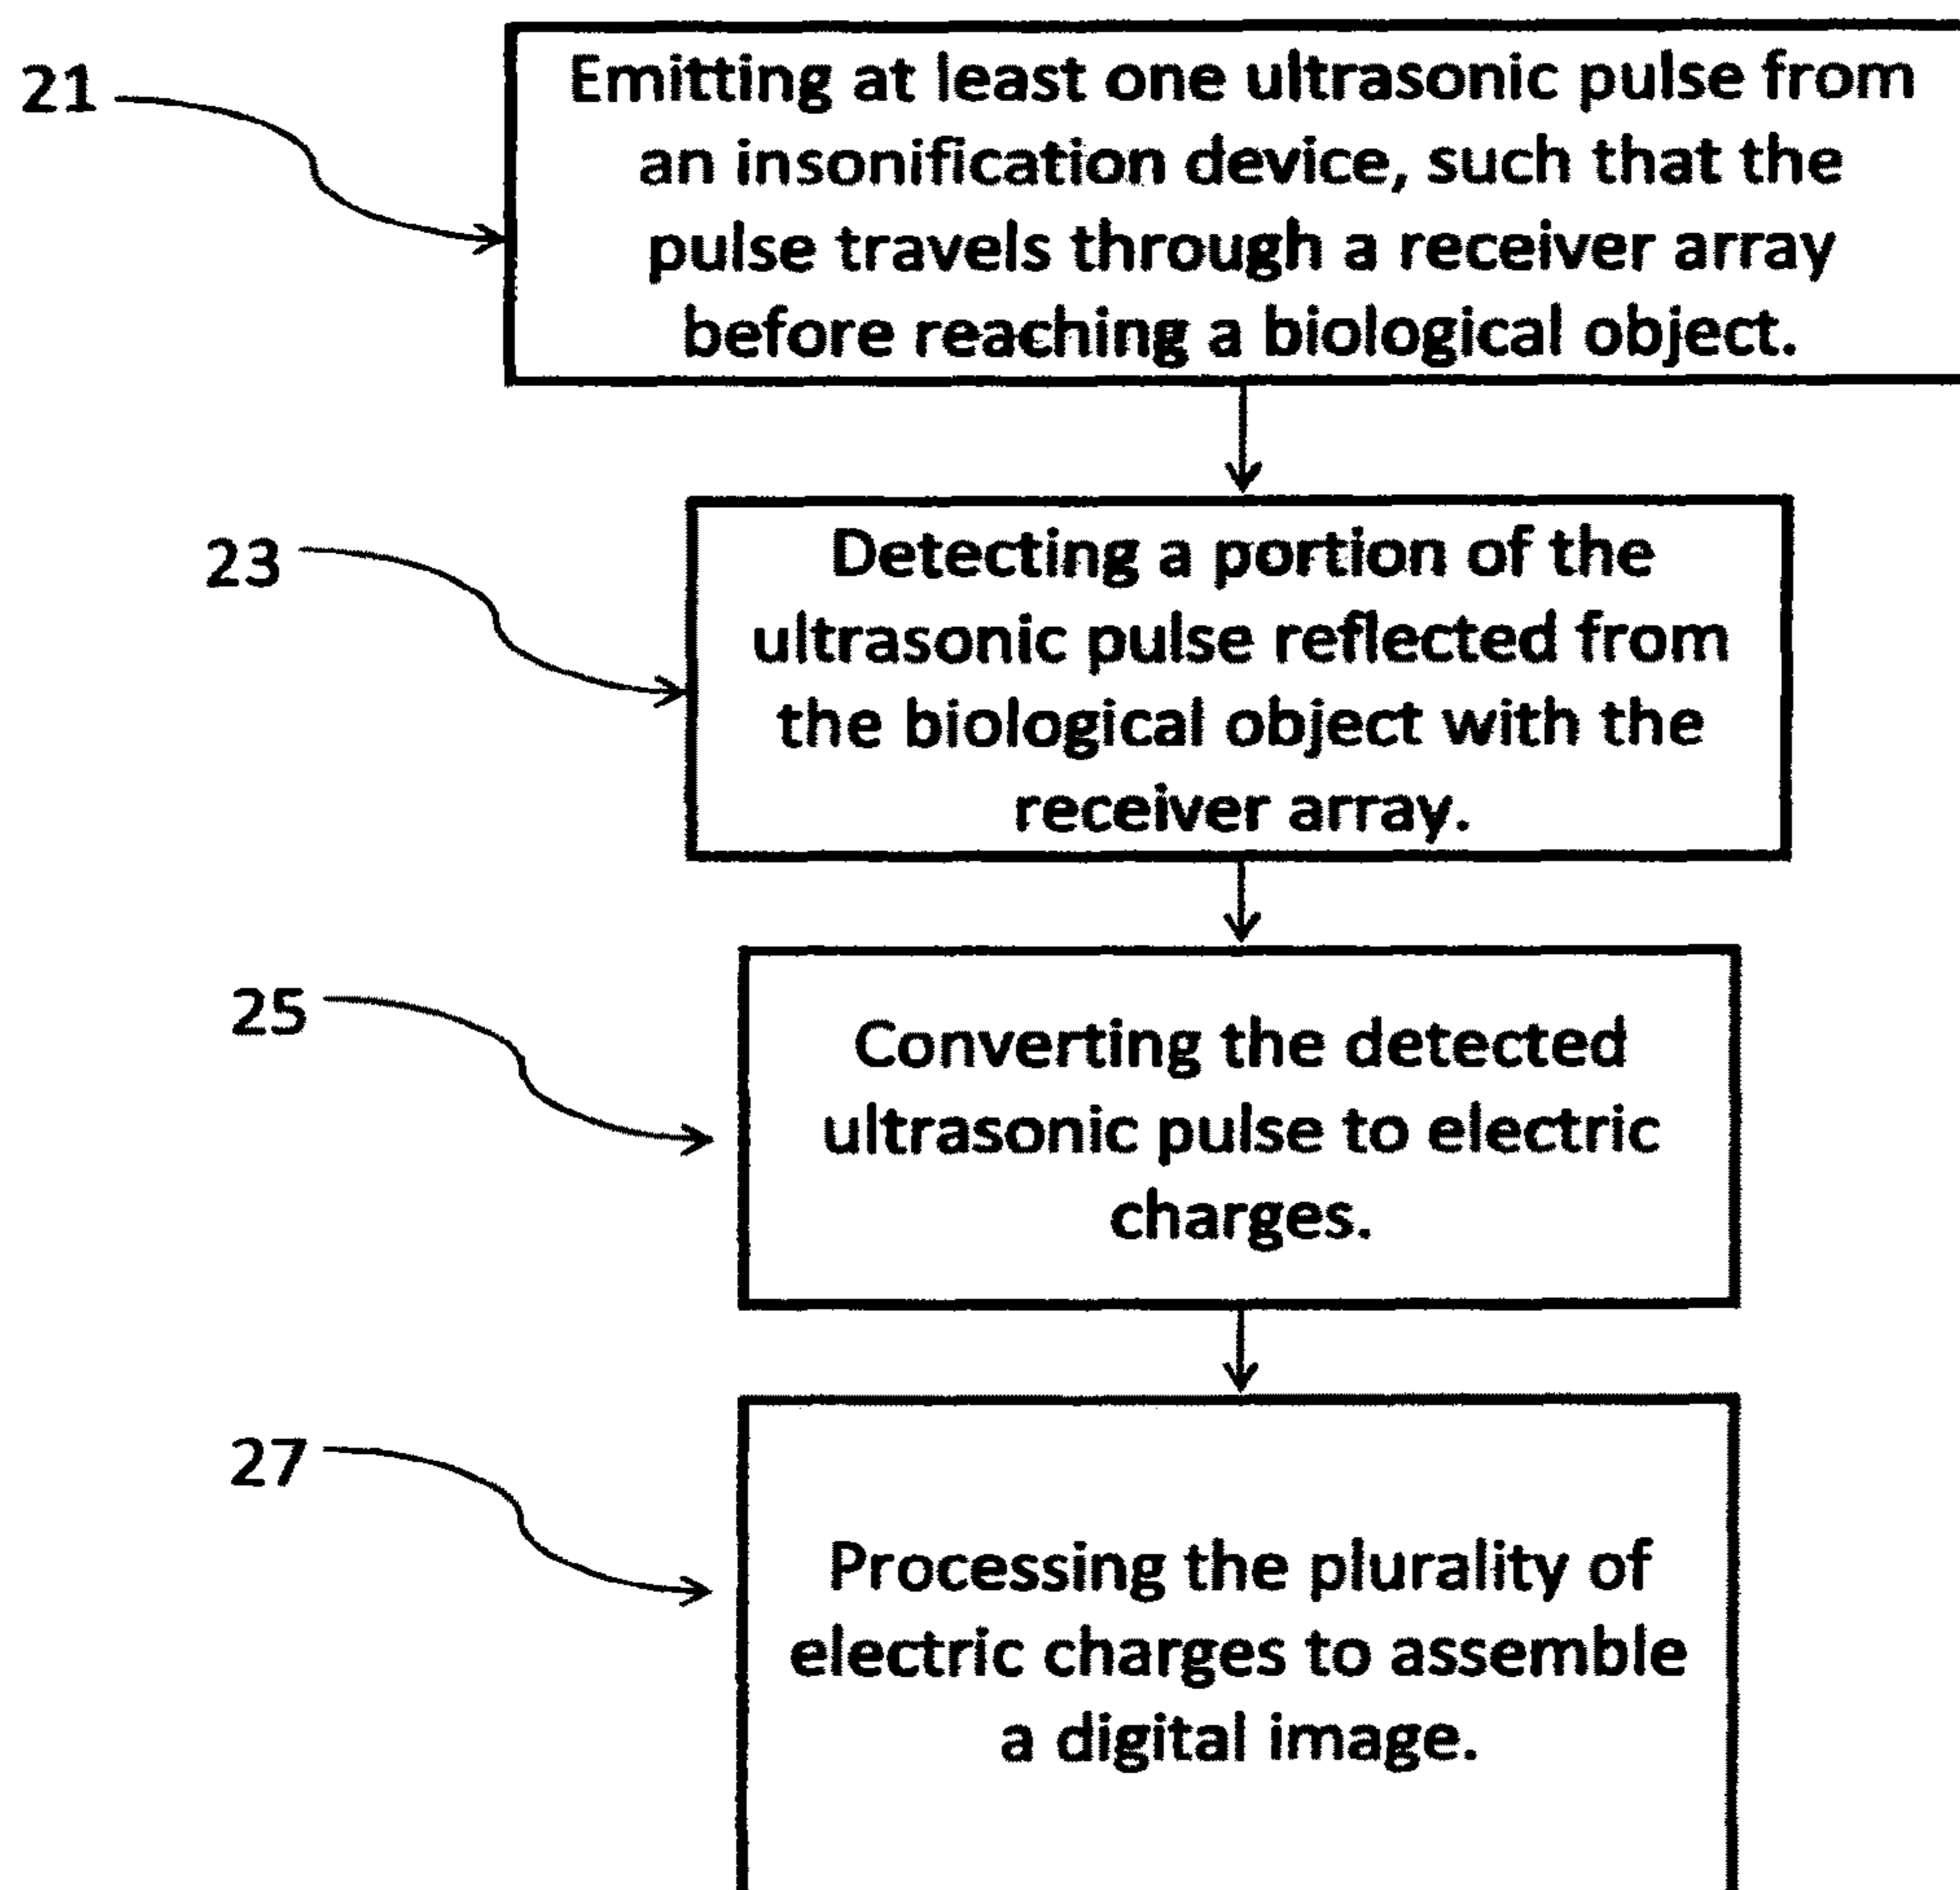 21
Emitting at least one ultrasonic pulse from
an insonification device, such that the
pulse travels through a receiver array
before reaching a biological object.
23
Detecting a portion of the
ultrasonic pulse reflected from
the biological object with the
receiver array.
25
Converting the detected
ultrasonic pulse to electric
charges.
27
Processing the plurality of
electric charges to assemble
a digital image.